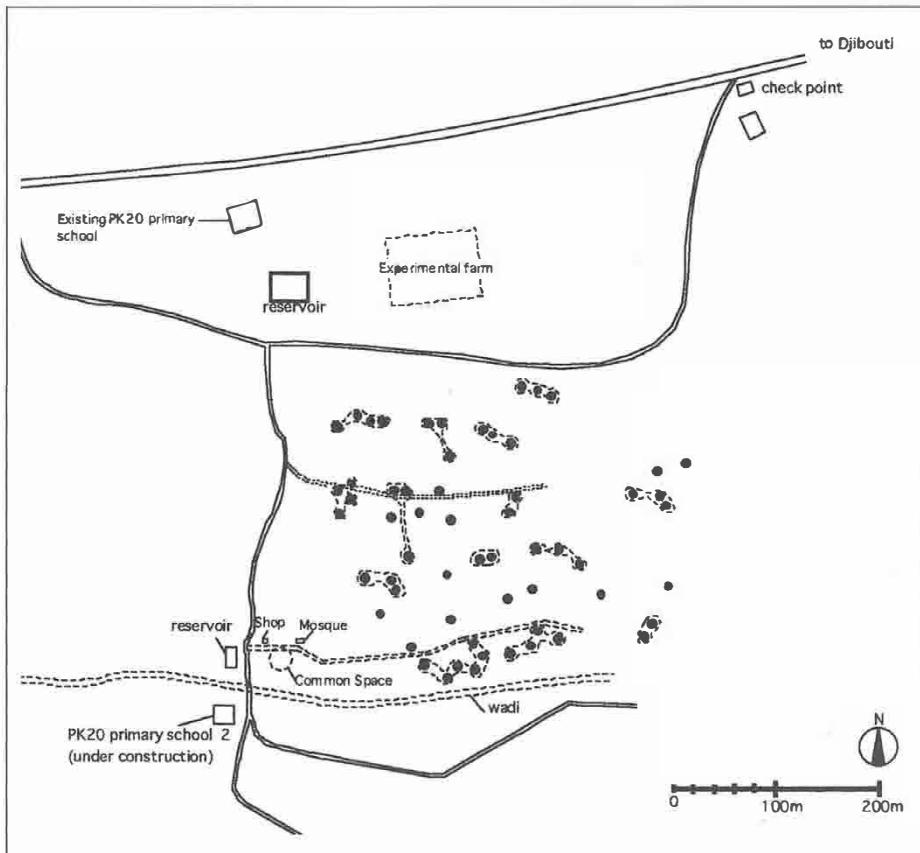 to Djibouti
check point
Existing PK20 primary
school
Experimental farm
reservoir
Shop
Mosque
reservoir
Common Space
wadi
PK20 primary school 2
(under construction)
N
0 100m 200m